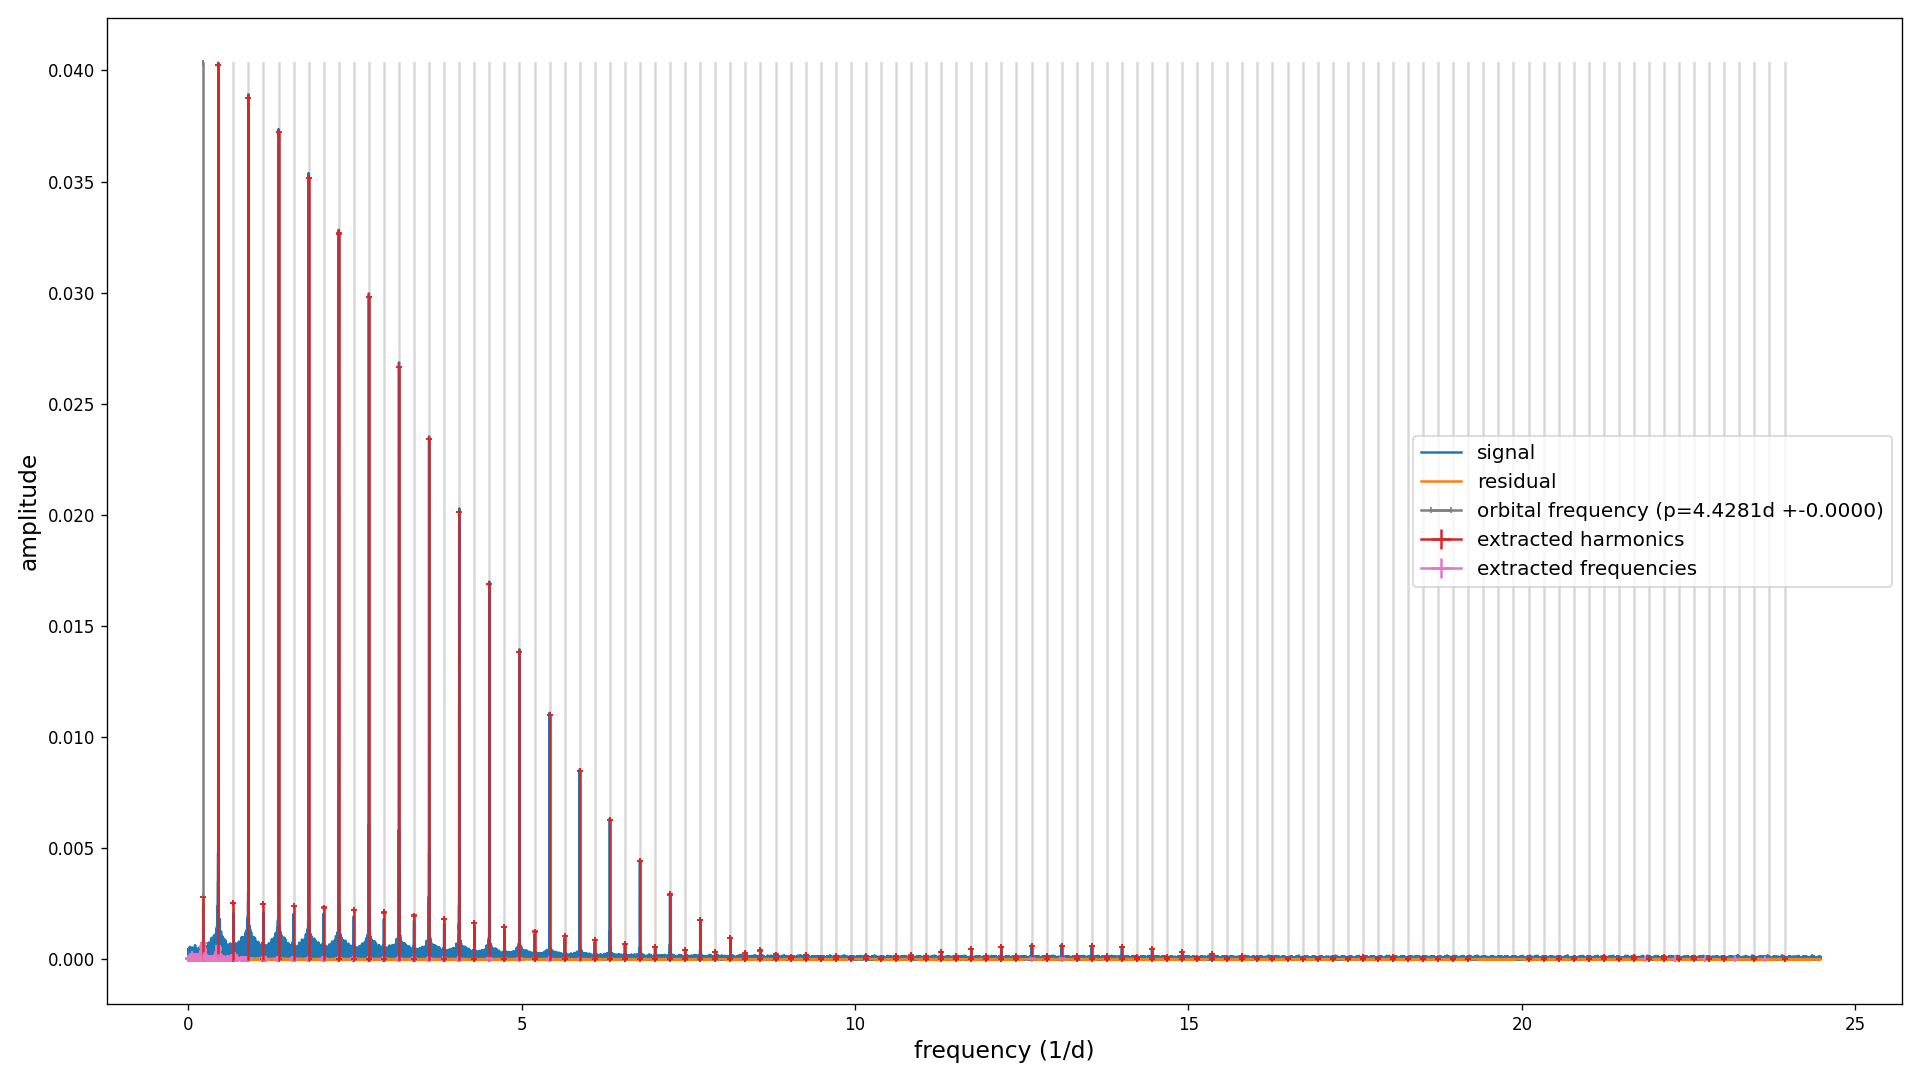 0.040
0.035
0.030
0.025
0.020
0.015
0.010
0.005
0.000
amplitude
signal
residual
orbital frequency (p=4.4281d +-0.0000)
extracted harmonics
extracted frequencies
0 5 10 15 20 25
frequency (1/d)